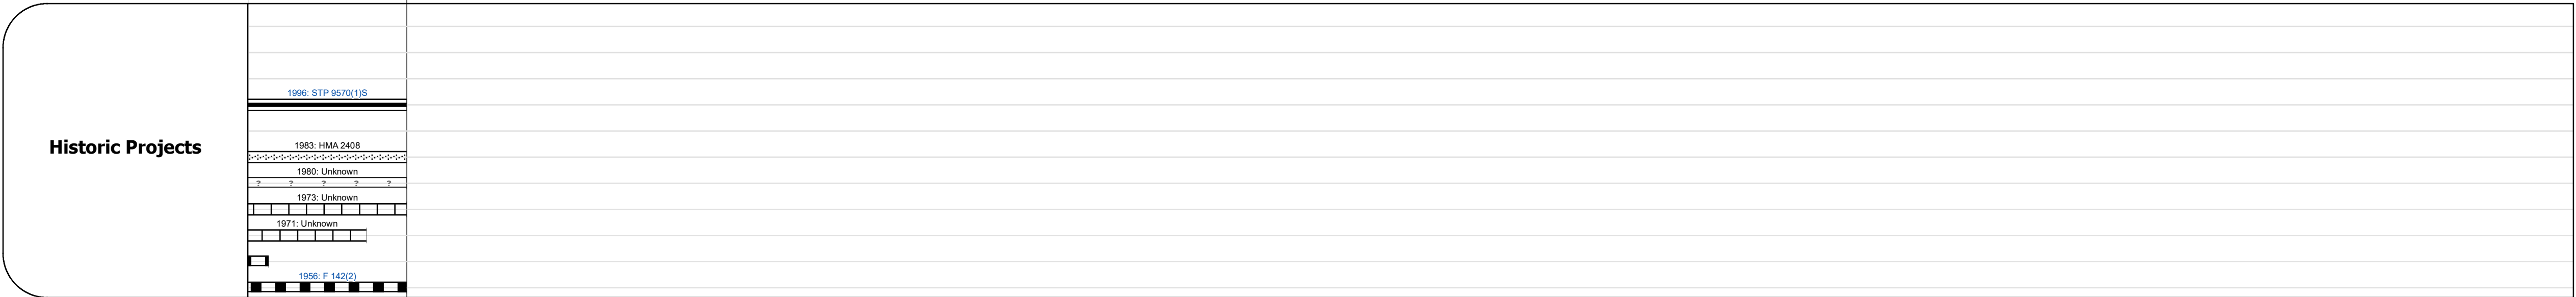 Historic Projects
1996: STP 9570(1)S
1983: HMA 2408
1980: Unknown
? ? ? ? ?
1973: Unknown
1971: Unknown
1956: F 142(2)